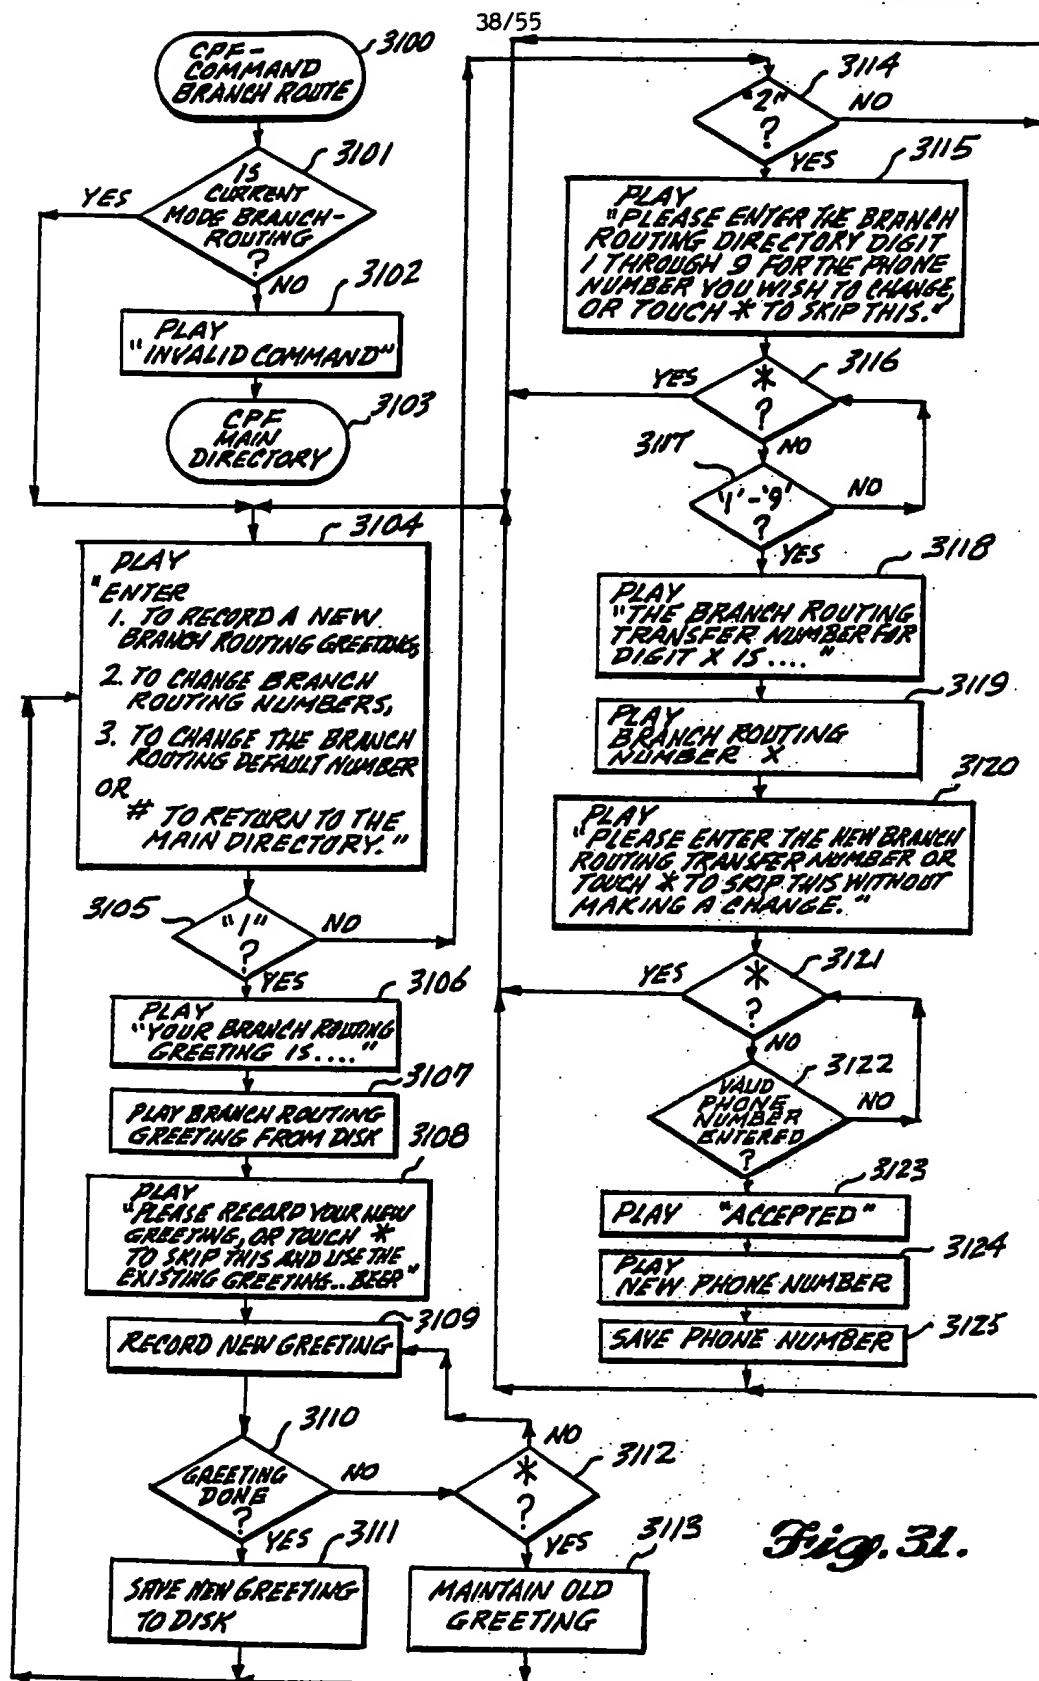 38/55
3100
CPF-
COMMAND
BRANCH ROUTE
3101
IS
CURRENT
MODE BRANCH-
ROUTING
?
YES
NO
3102
PLAY
"INVALID COMMAND"
3103
CPF
MAIN
DIRECTORY
3104
PLAY
"ENTER
1. TO RECORD A NEW
BRANCH ROUTING GREETING,
2. TO CHANGE BRANCH
ROUTING NUMBERS,
3. TO CHANGE THE BRANCH
ROUTING DEFAULT NUMBER
OR
# TO RETURN TO THE
MAIN DIRECTORY."
3105
"1"
?
NO
YES
3106
PLAY
"YOUR BRANCH ROUTING
GREETING IS...."
3107
PLAY BRANCH ROUTING
GREETING FROM DISK
3108
PLAY
"PLEASE RECORD YOUR NEW
GREETING, OR TOUCH *
TO SKIP THIS AND USE THE
EXISTING GREETING...BEEP"
3109
RECORD NEW GREETING
3110
GREETING
DONE
?
NO
YES
3111
SAVE NEW GREETING
TO DISK
3112
*
?
NO
YES
3113
MAINTAIN OLD
GREETING
3114
"2"
?
NO
YES
3115
PLAY
"PLEASE ENTER THE BRANCH
ROUTING DIRECTORY DIGIT
1 THROUGH 9 FOR THE PHONE
NUMBER YOU WISH TO CHANGE,
OR TOUCH * TO SKIP THIS."
3116
*
?
YES
NO
3117
'1'-'9'
?
NO
YES
3118
PLAY
"THE BRANCH ROUTING
TRANSFER NUMBER FOR
DIGIT X IS...."
3119
PLAY
BRANCH ROUTING
NUMBER X
3120
PLAY
"PLEASE ENTER THE NEW BRANCH
ROUTING TRANSFER NUMBER OR
TOUCH * TO SKIP THIS WITHOUT
MAKING A CHANGE."
3121
*
?
YES
NO
3122
VALID
PHONE
NUMBER
ENTERED
?
NO
3123
PLAY "ACCEPTED"
3124
PLAY
NEW PHONE NUMBER
3125
SAVE PHONE NUMBER
Fig. 31.